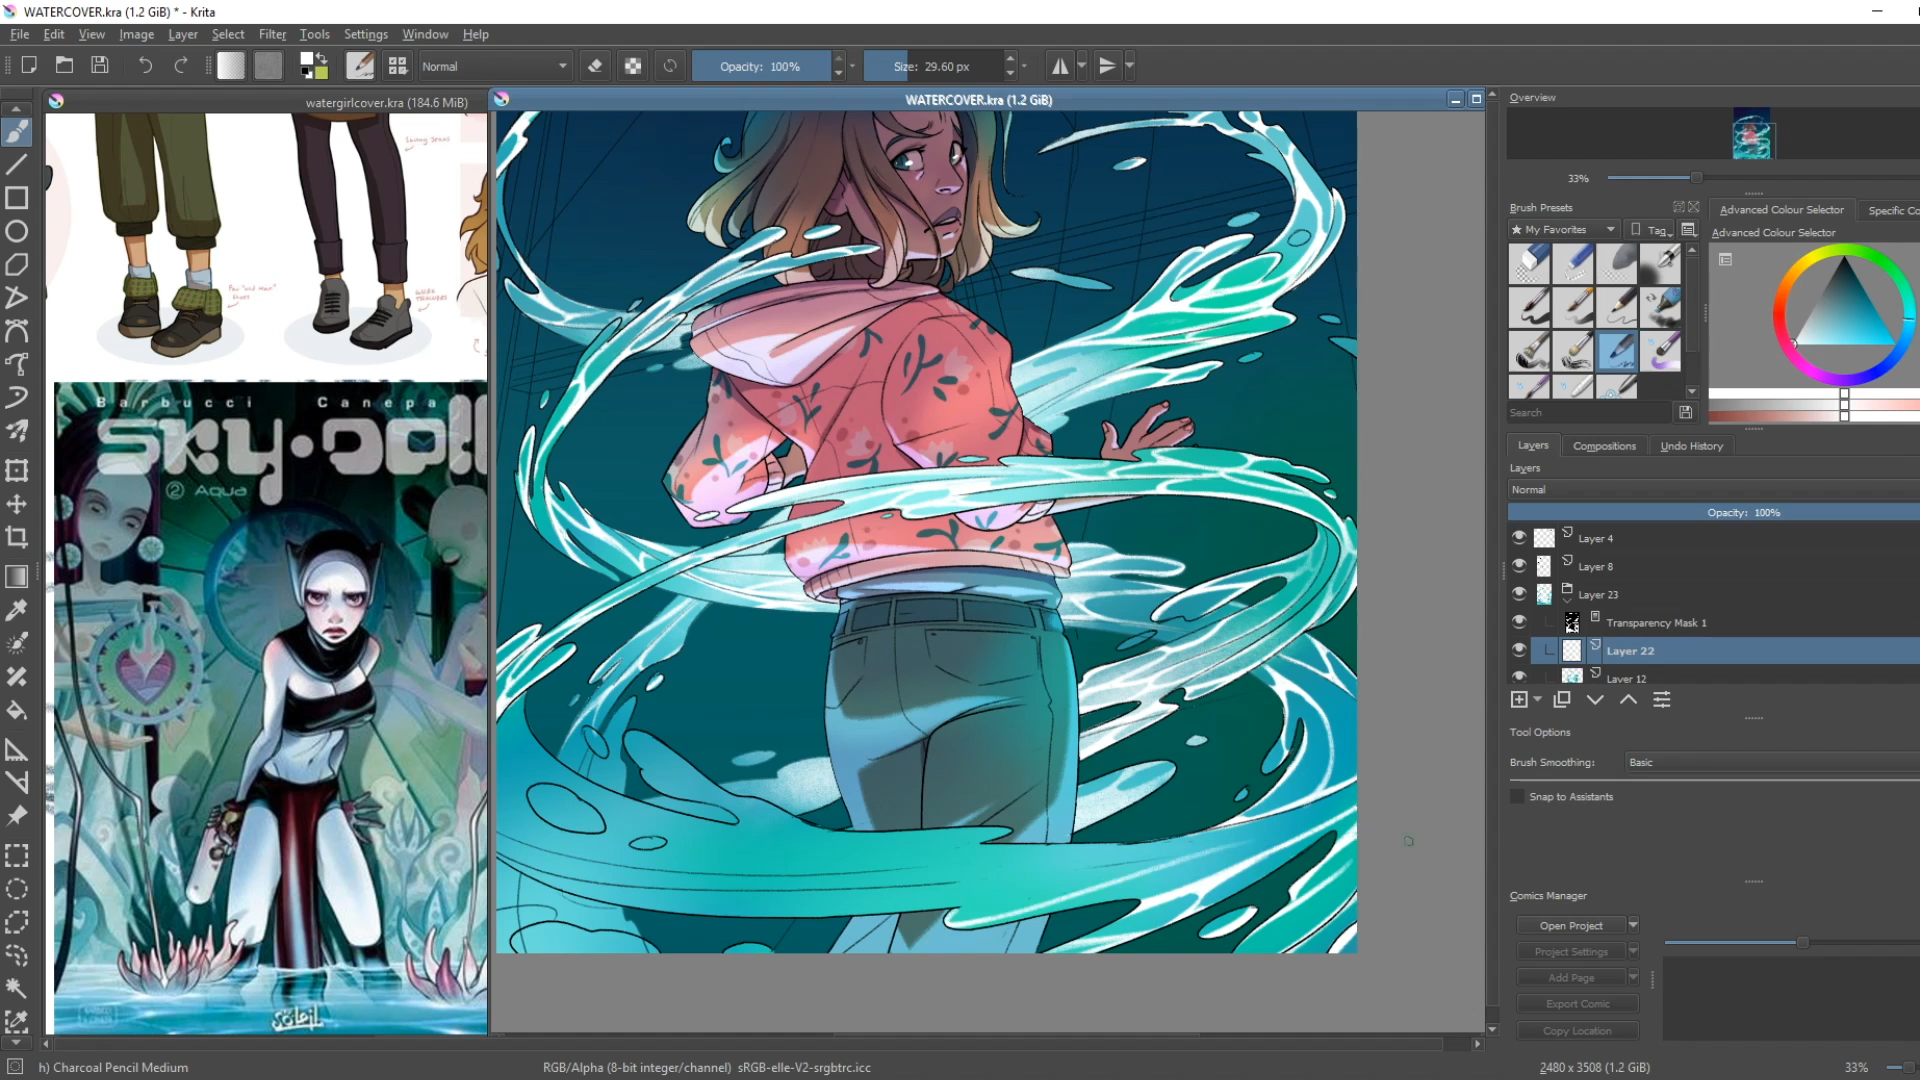 WATERCOVER.kra (1.2 GiB) * - Krita
File Edit View Image Layer Select Filter Tools Settings Window Help
Normal
Opacity: 100%
Size: 29.60 px
watergirlcover.kra (184.6 MiB)
WATERCOVER.kra (1.2 GiB)
Barbucci Canepa
② Aqua
Soleil
Overview
33%
Brush Presets
My Favorites
Tag
Search
Advanced Colour Selector
Specific Co
Advanced Colour Selector
Layers
Compositions
Undo History
Layers
Normal
Opacity: 100%
Layer 4
Layer 8
Layer 23
Transparency Mask 1
Layer 22
Layer 12
Tool Options
Brush Smoothing: Basic
Snap to Assistants
Comics Manager
Open Project
Project Settings
Add Page
Export Comic
Copy Location
h) Charcoal Pencil Medium
RGB/Alpha (8-bit integer/channel) sRGB-elle-V2-srgbtrc.icc
2480 x 3508 (1.2 GiB)
33%